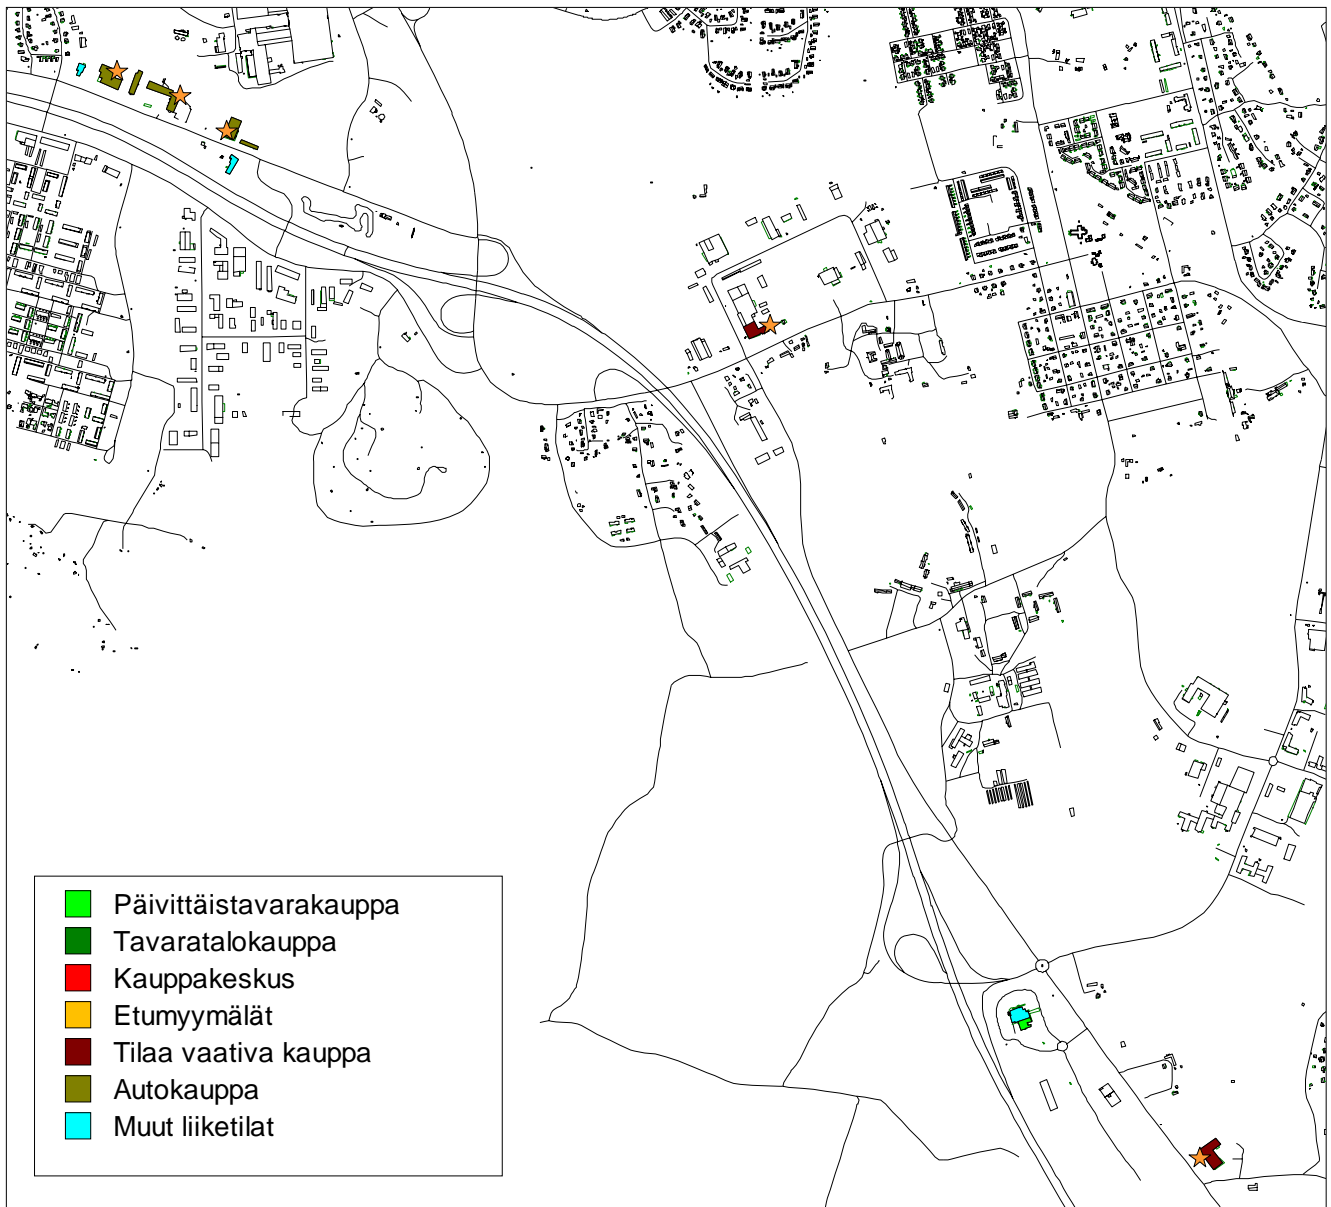 Päivittäistavarakauppa
Tavaratalokauppa
Kauppakeskus
Etumyymälät
Tilaa vaativa kauppa
Autokauppa
Muut liiketilat